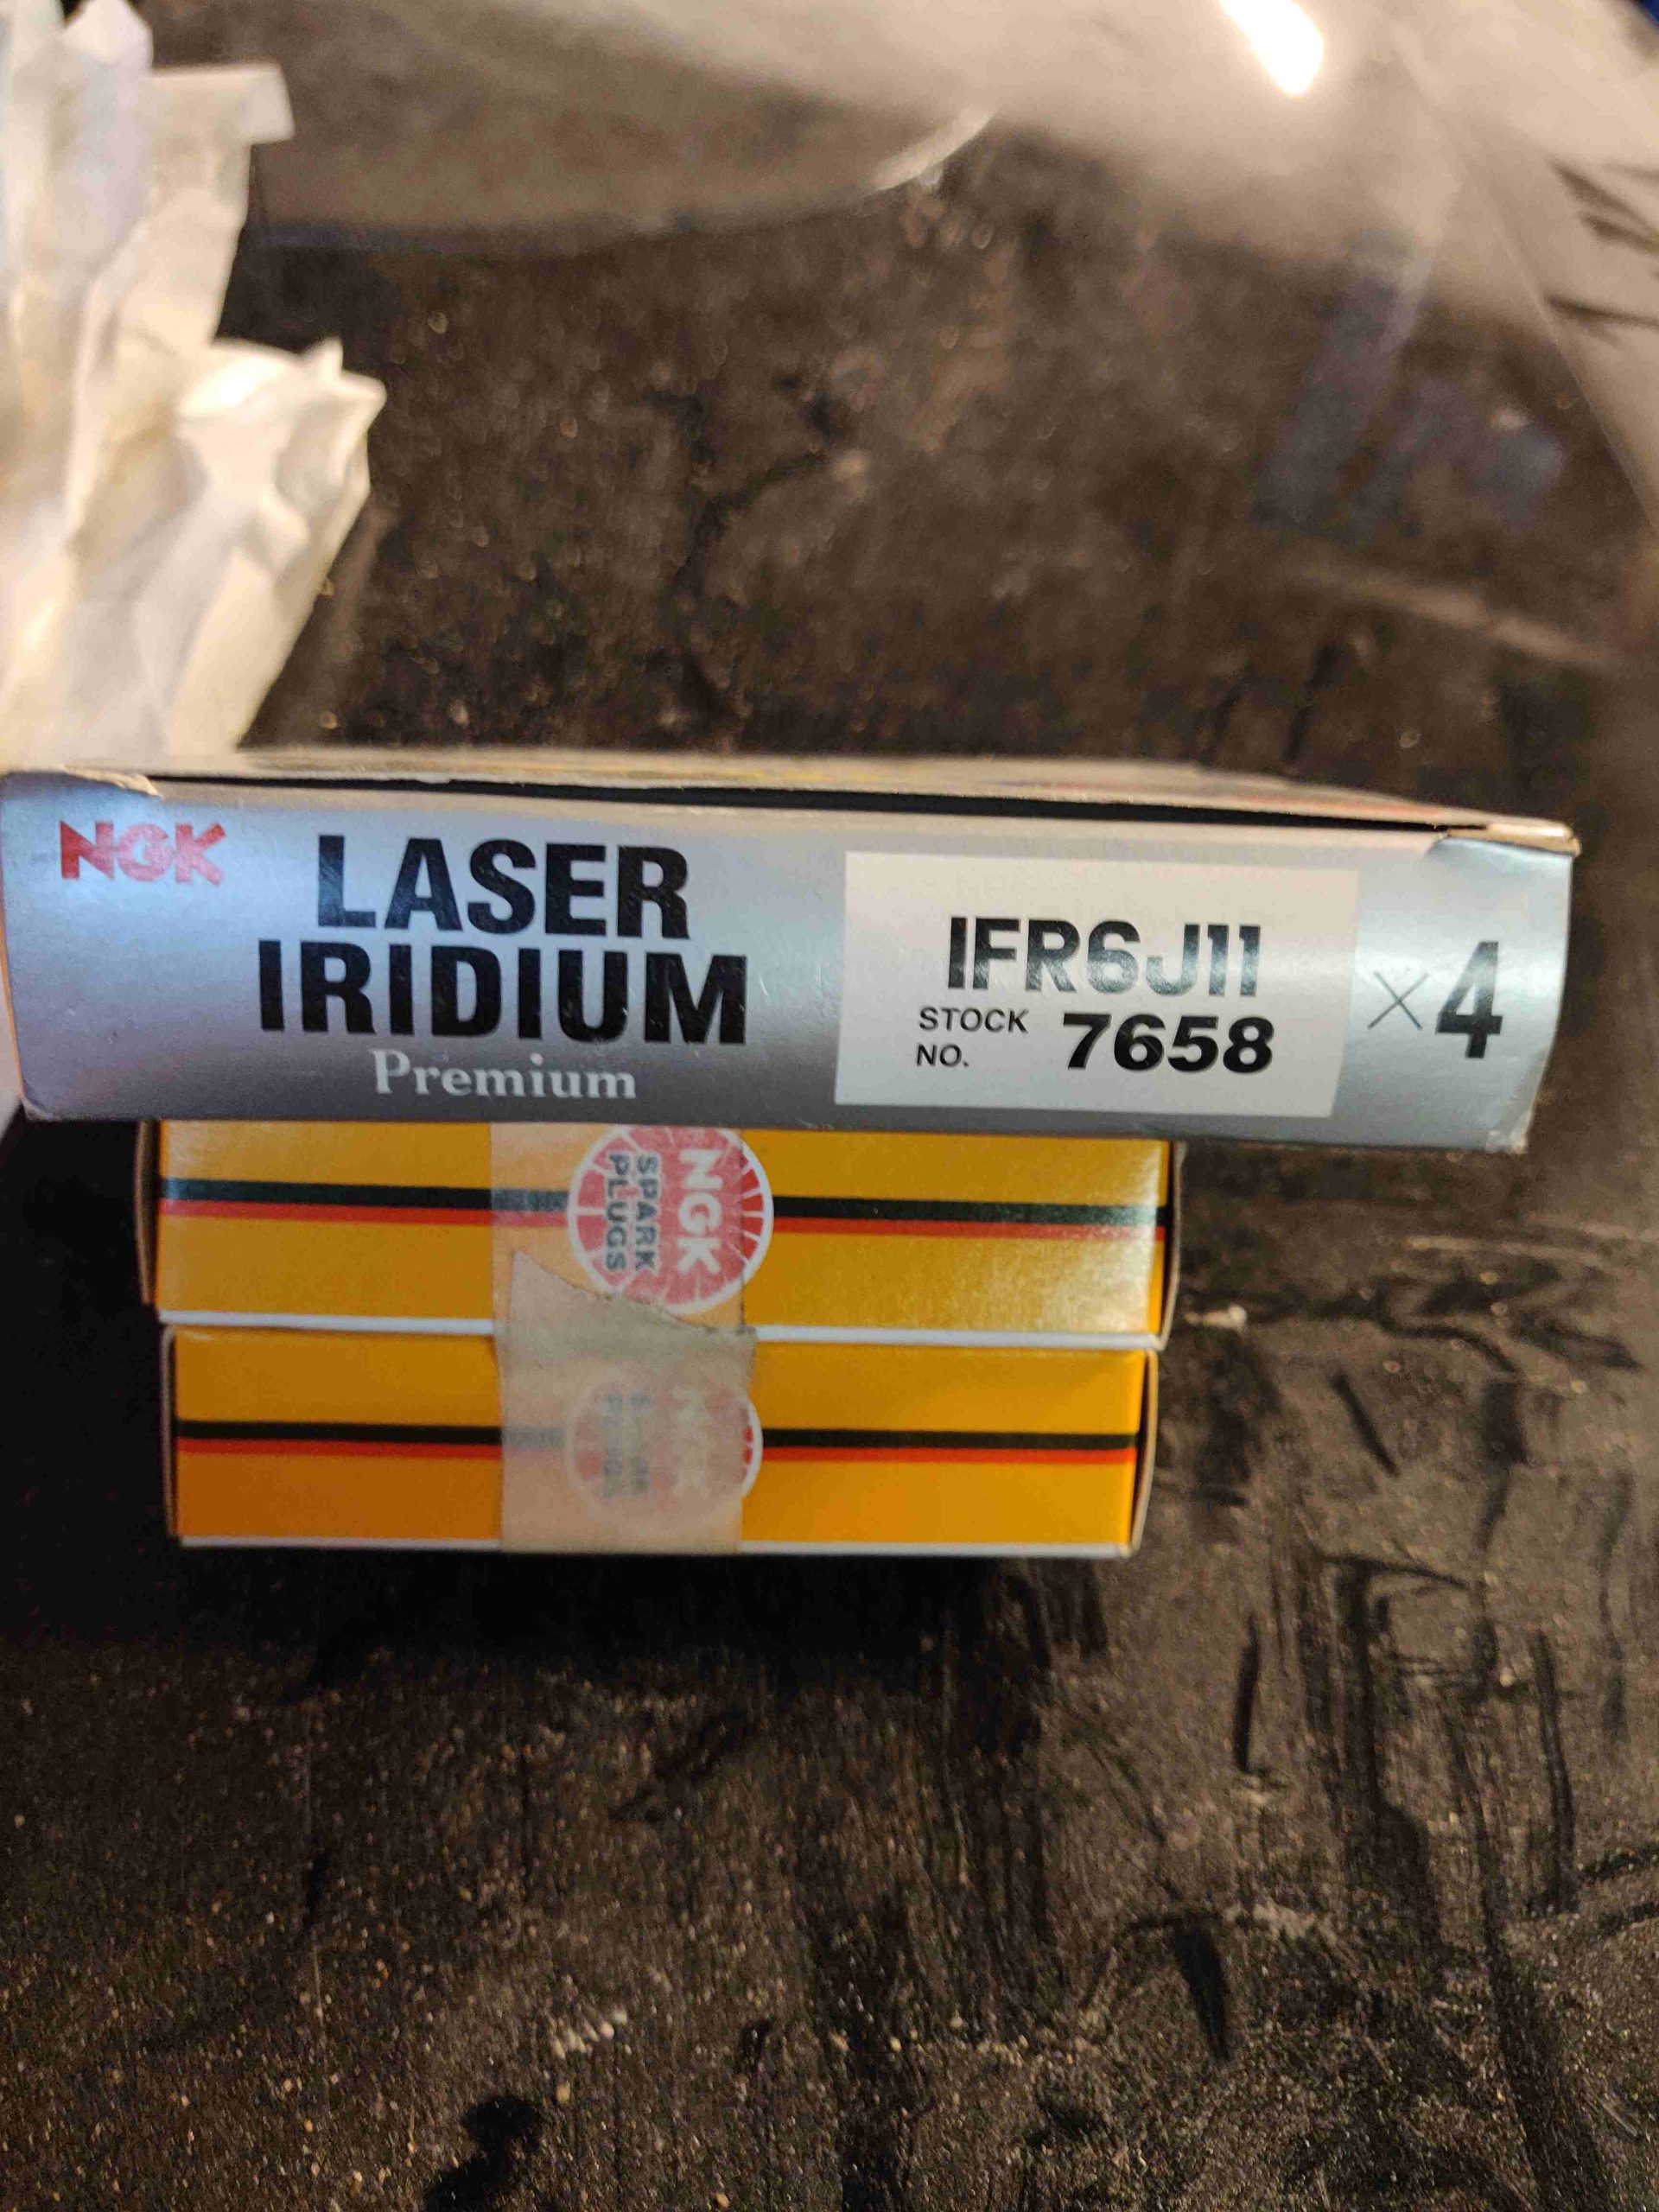 NGK
LASER
IRIDIUM
Premium
IFR6J11
STOCK NO. 7658
×4
NGK
SPARK
PLUGS